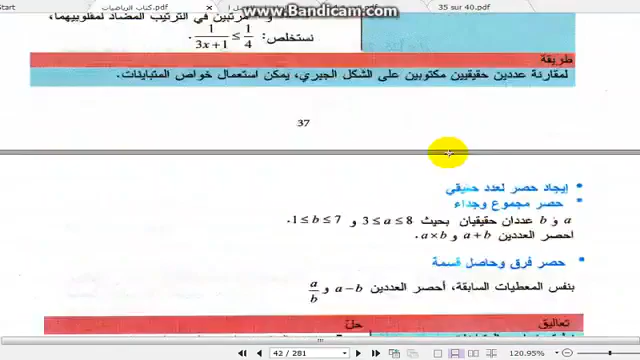 Start
كتاب الرياضيات.pdf
35 sur 40.pdf
www.Bandicam.com
مرتبين في الترتيب المضاد لمقلوبيهما،
نستخلص: 1/(3x+1) ≤ 1/4.
طريقة
لمقارنة عددين حقيقيين مكتوبين على الشكل الجبري، يمكن استعمال خواص المتباينات.
37
• إيجاد حصر لعدد حقيقي
• حصر مجموع وجداء
a و b عددان حقيقيان بحيث 3 ≤ a ≤ 8 و 1 ≤ b ≤ 7.
احصر العددين a+b و a×b.
• حصر فرق وحاصل قسمة
بنفس المعطيات السابقة، أحصر العددين a−b و a/b
تعاليق
حل
42 / 281
120.95%